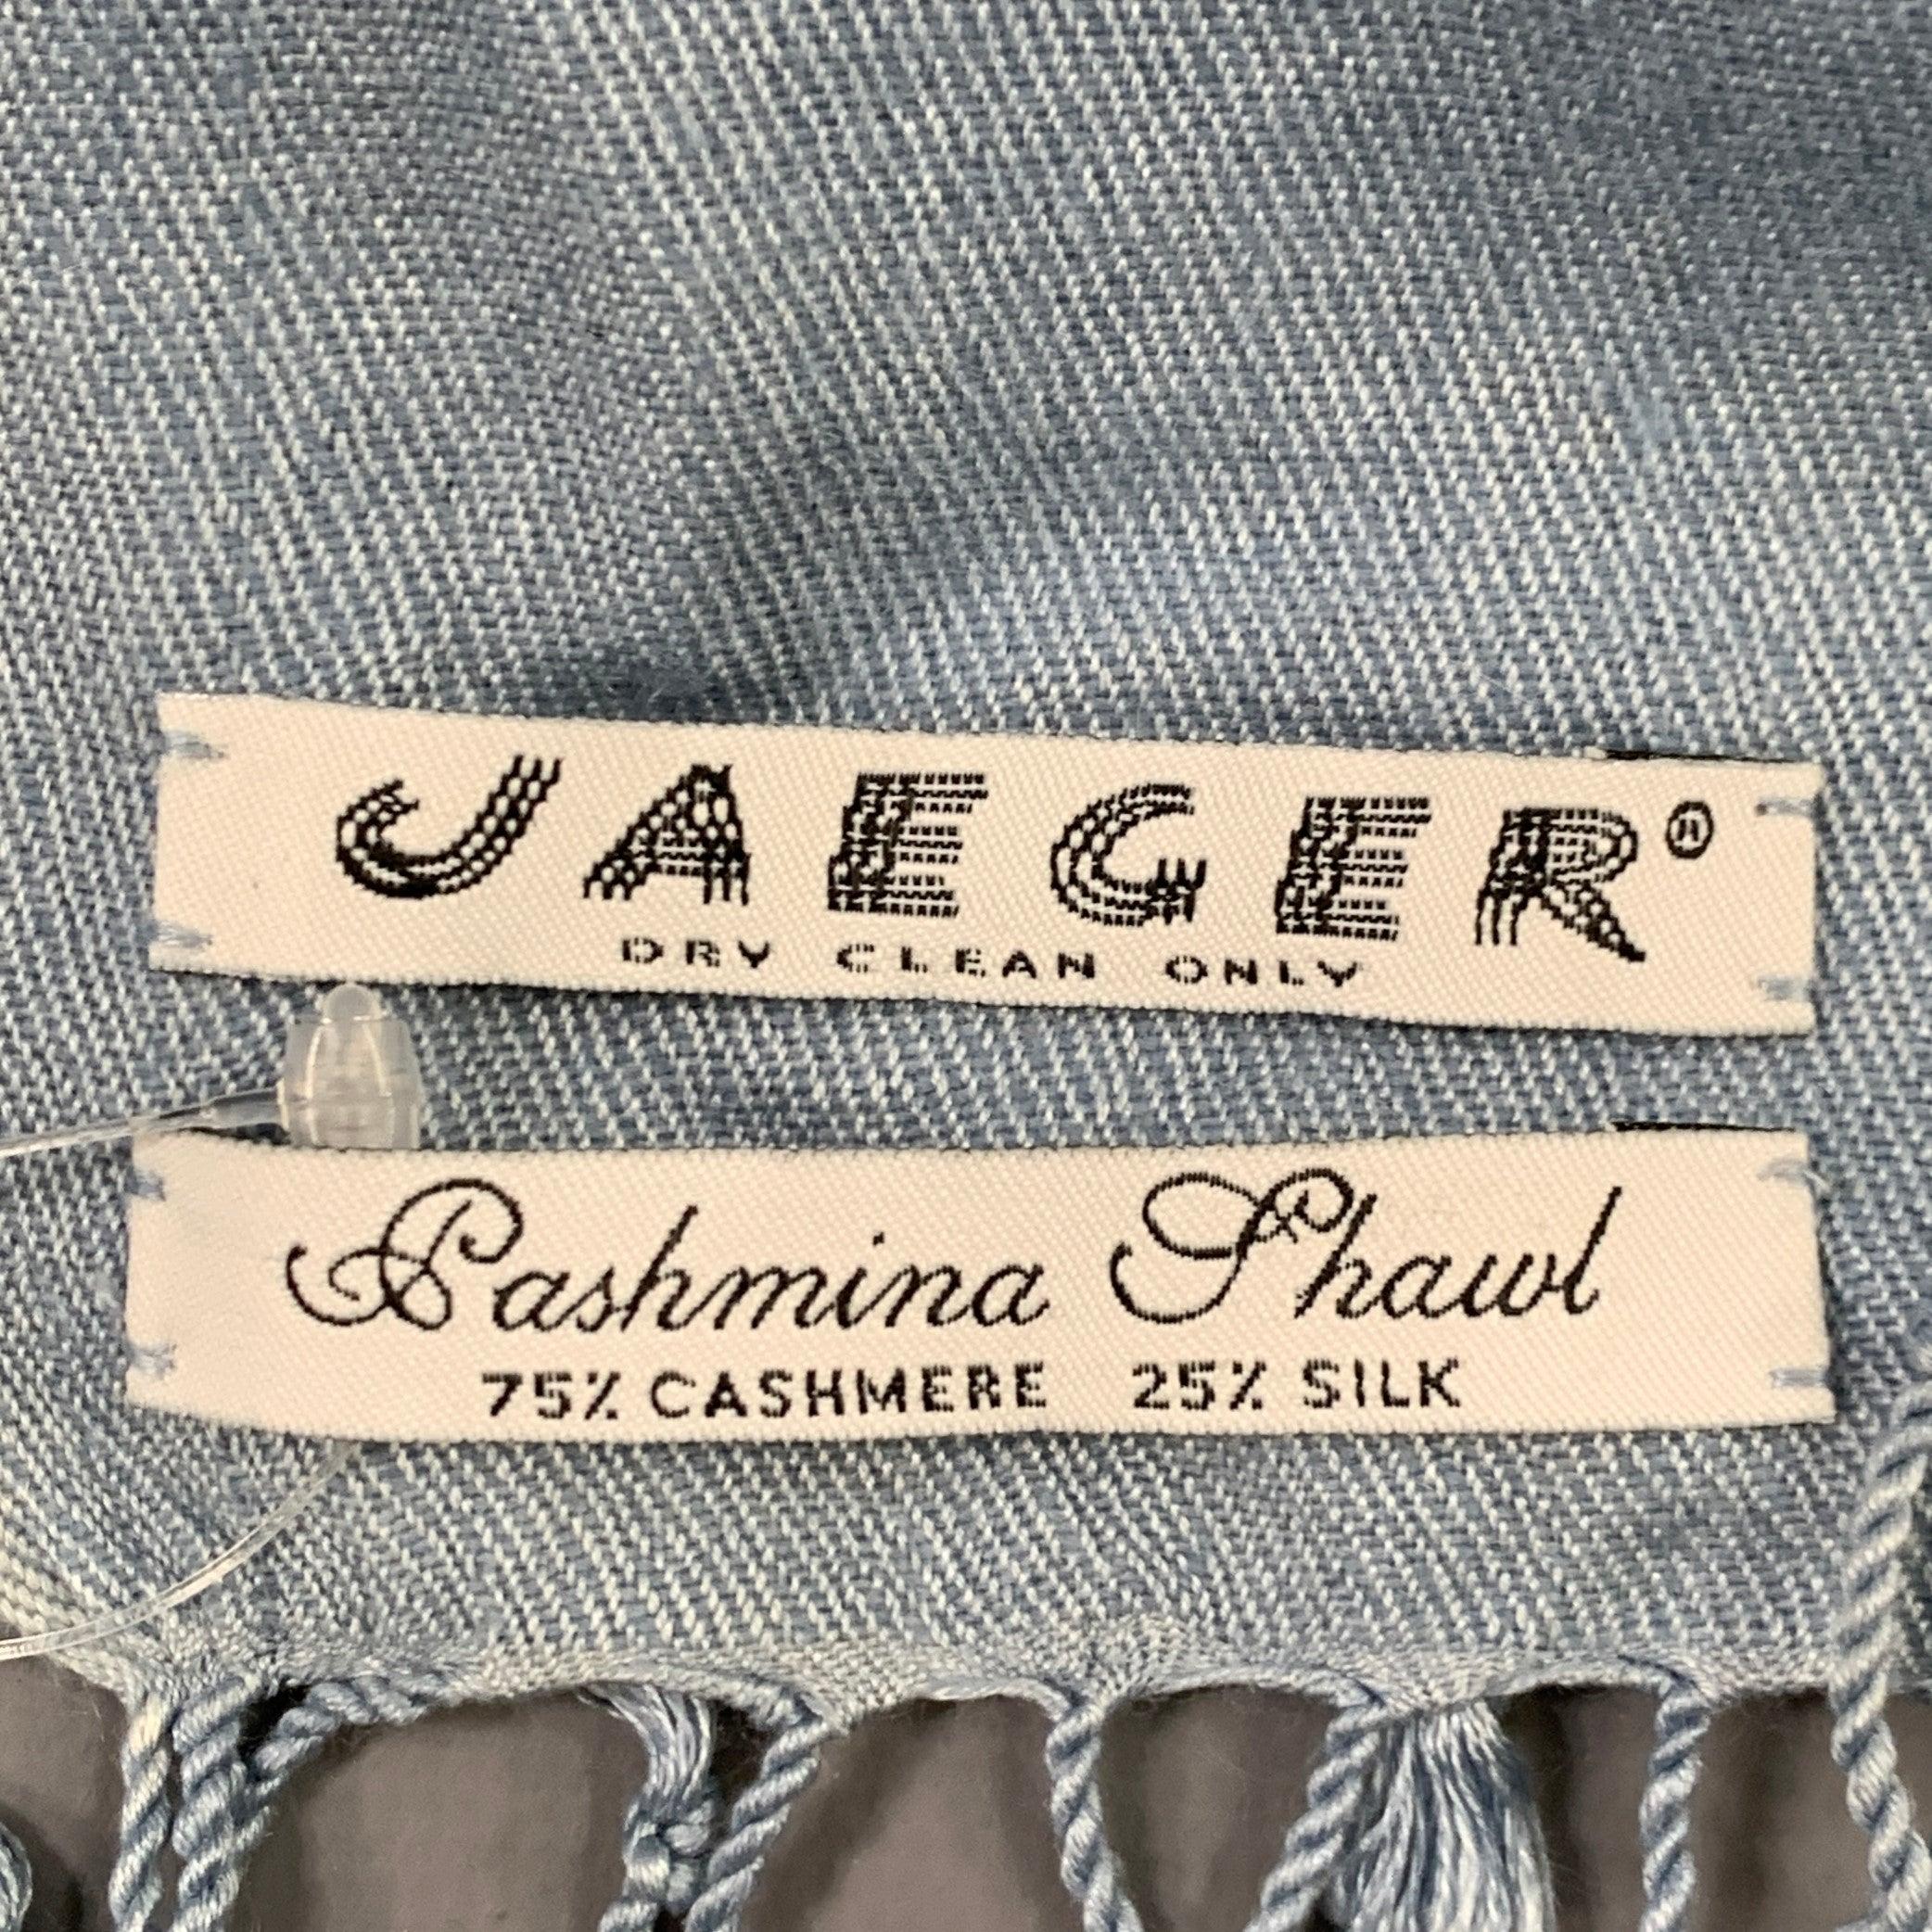 JAEGER®
DRY CLEAN ONLY
Pashmina Shawl
75% CASHMERE 25% SILK